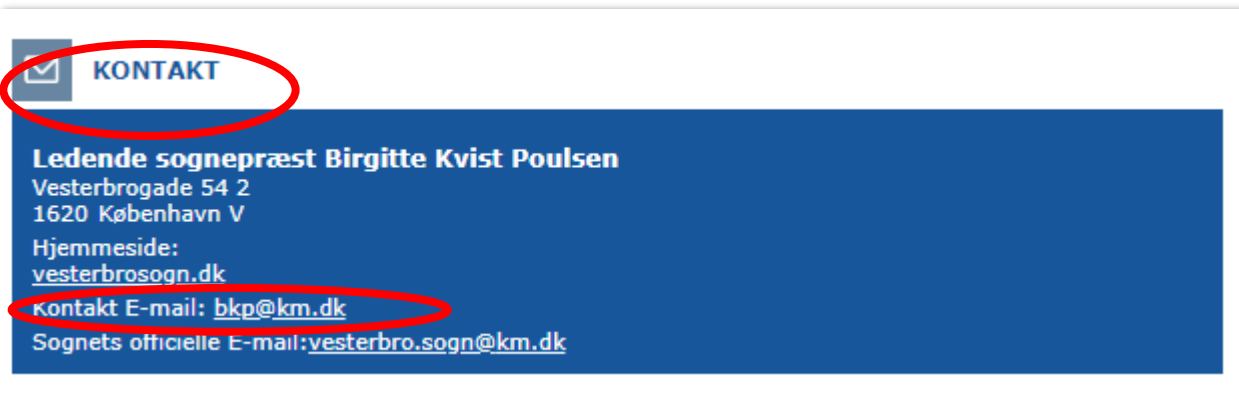 KONTAKT
Ledende sognepræst Birgitte Kvist Poulsen
Vesterbrogade 54 2
1620 København V
Hjemmeside:
vesterbrosogn.dk
Kontakt E-mail: bkp@km.dk
Sognets officielle E-mail:vesterbro.sogn@km.dk